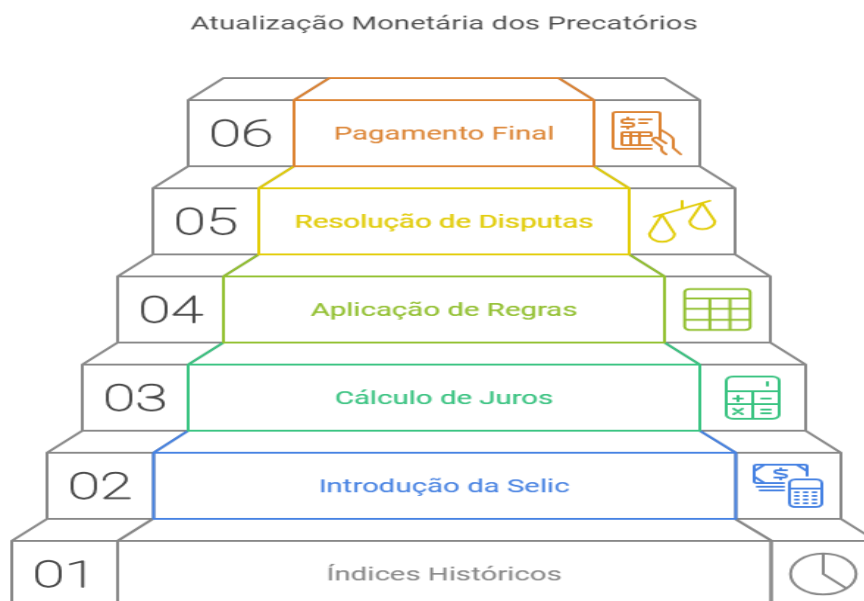 Atualização Monetária dos Precatórios
06 Pagamento Final
05 Resolução de Disputas
04 Aplicação de Regras
03 Cálculo de Juros
02 Introdução da Selic
01 Índices Históricos